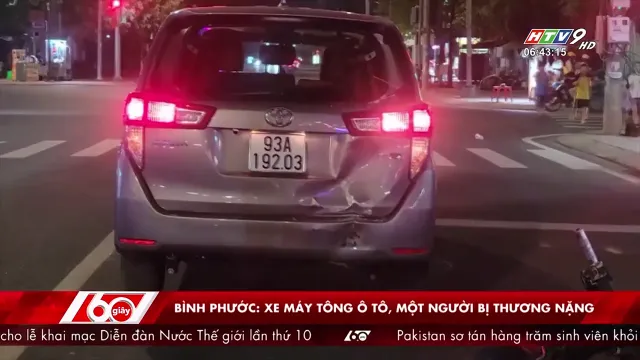 HTV9 HD
06:43:15
93A
192.03
60 giây
BÌNH PHƯỚC: XE MÁY TÔNG Ô TÔ, MỘT NGƯỜI BỊ THƯƠNG NẶNG
cho lễ khai mạc Diễn đàn Nước Thế giới lần thứ 10
60 giây
Pakistan sơ tán hàng trăm sinh viên khỏi